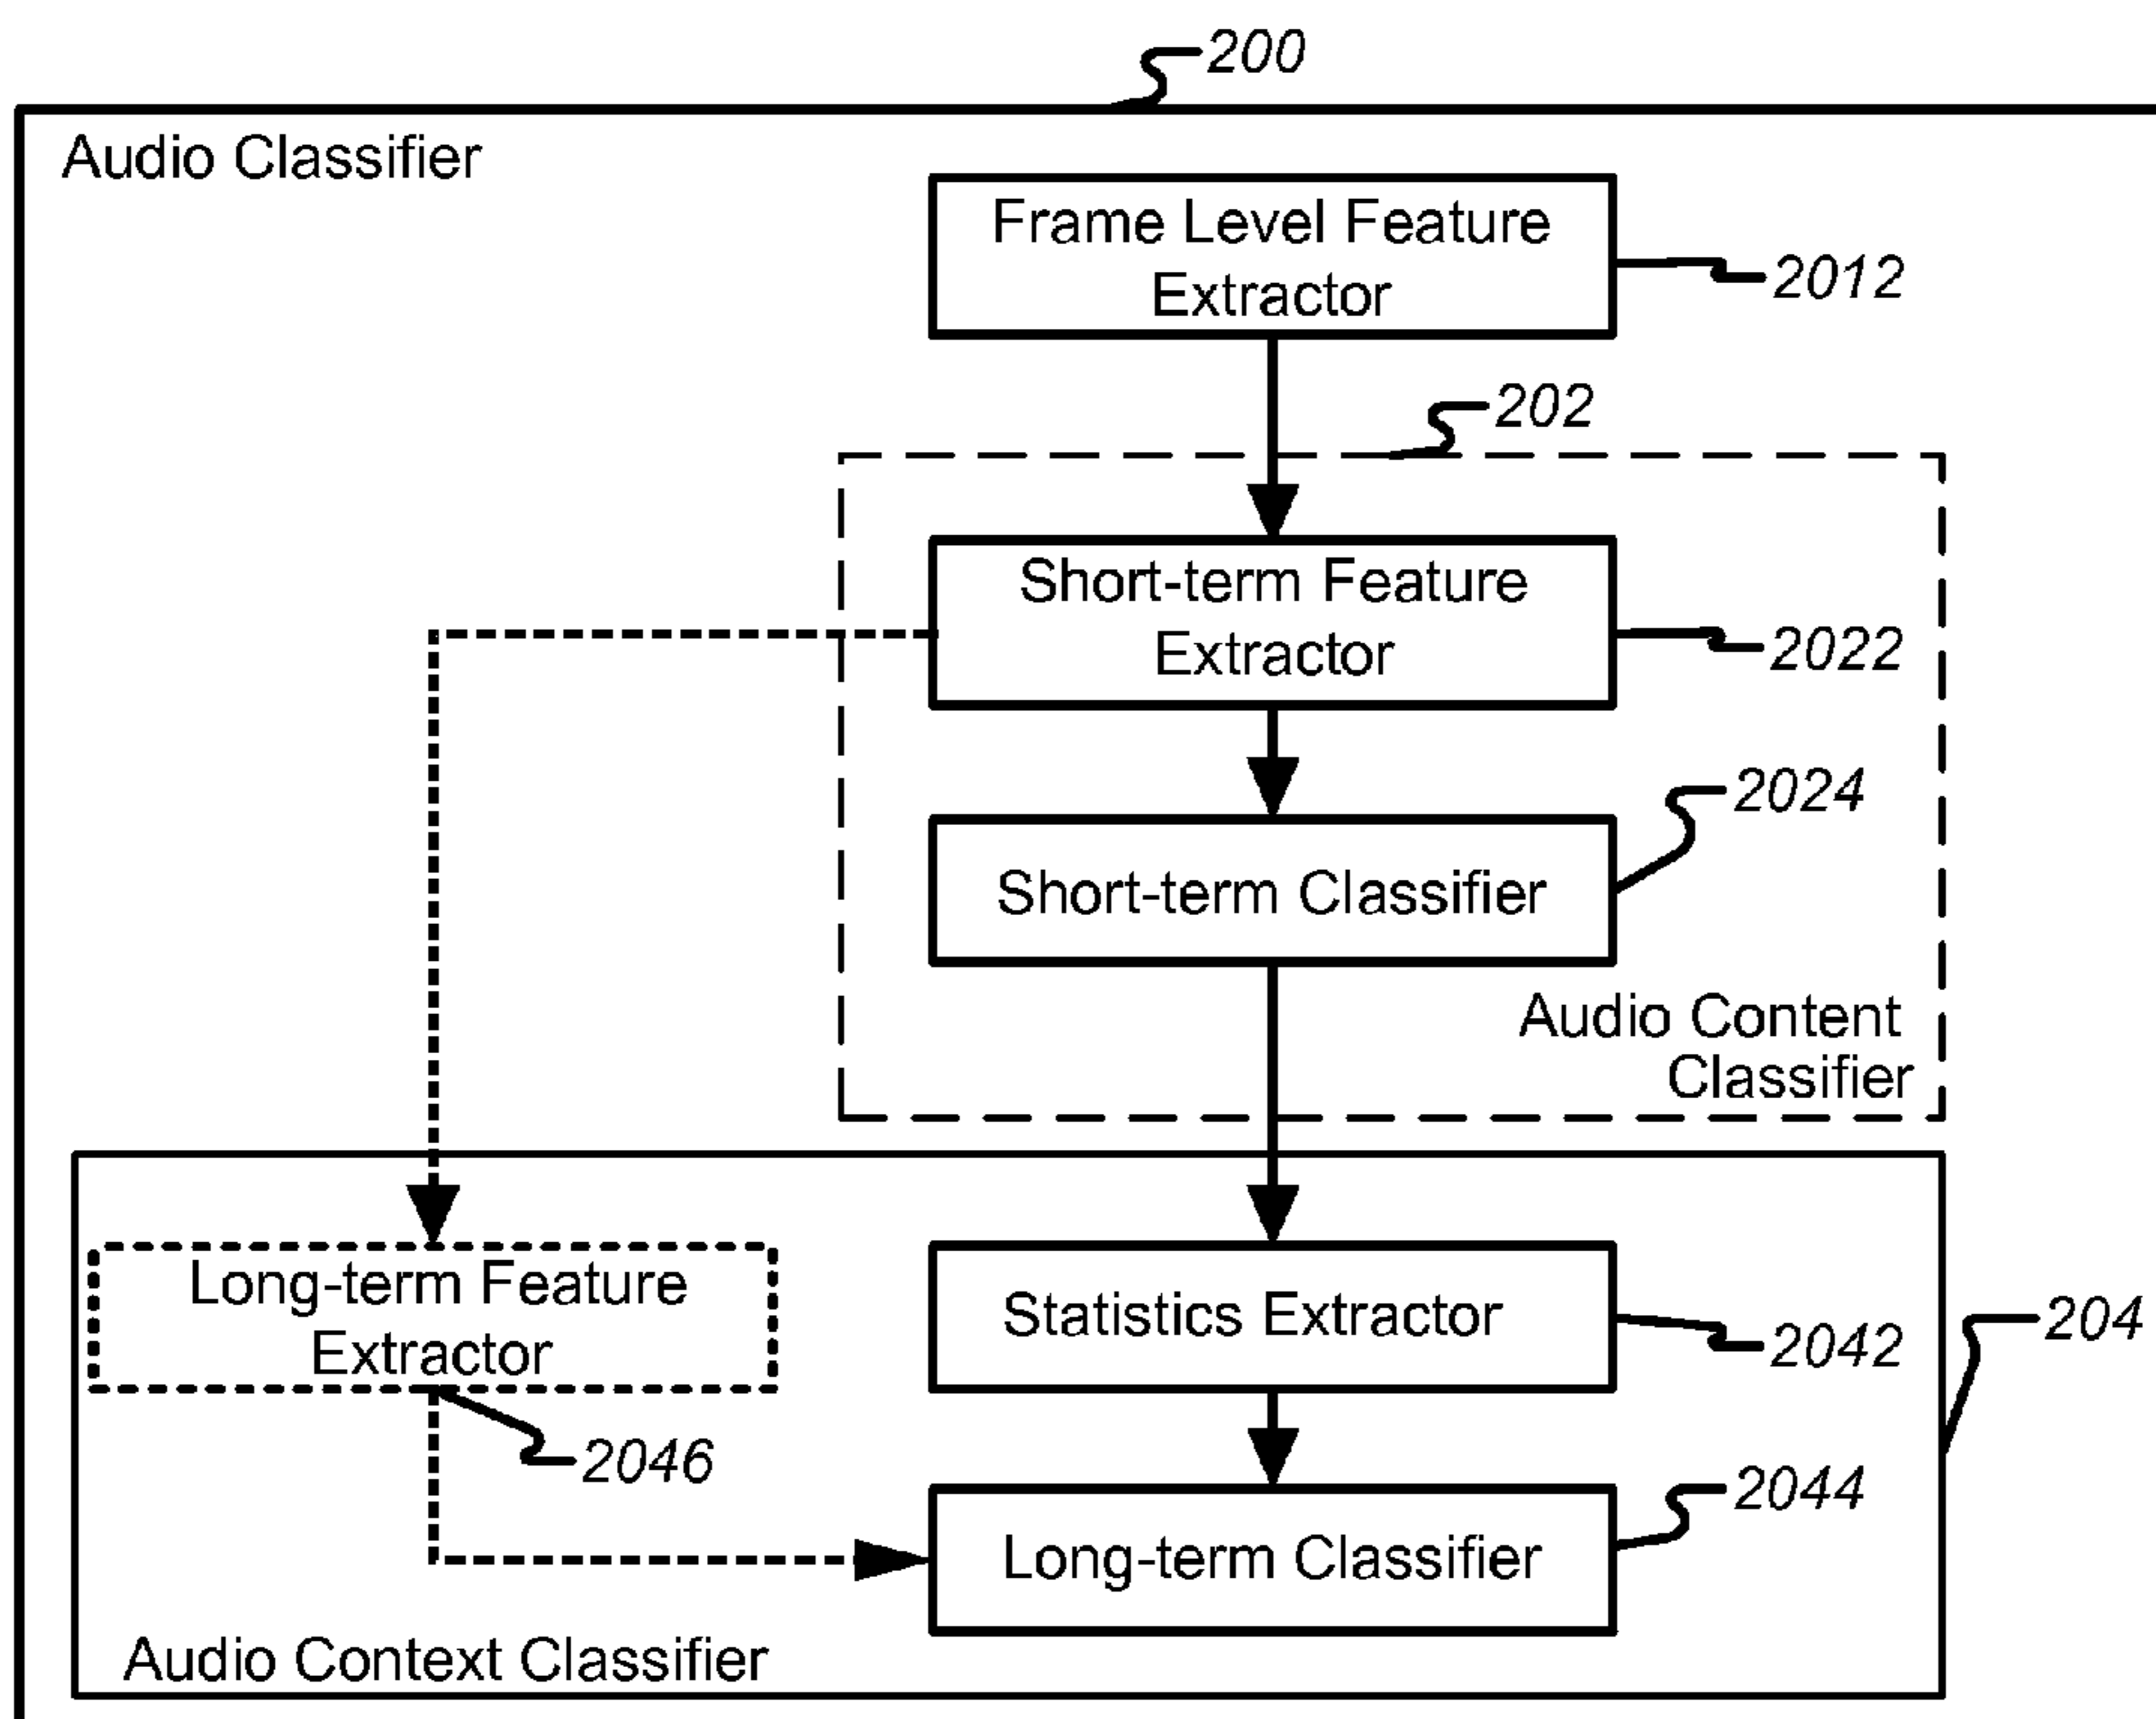 200
Audio Classifier
Frame Level Feature
Extractor
2012
202
Short-term Feature
Extractor
2022
2024
Short-term Classifier
Audio Content
Classifier
Long-term Feature
Extractor
2046
Statistics Extractor
2042
204
2044
Long-term Classifier
Audio Context Classifier